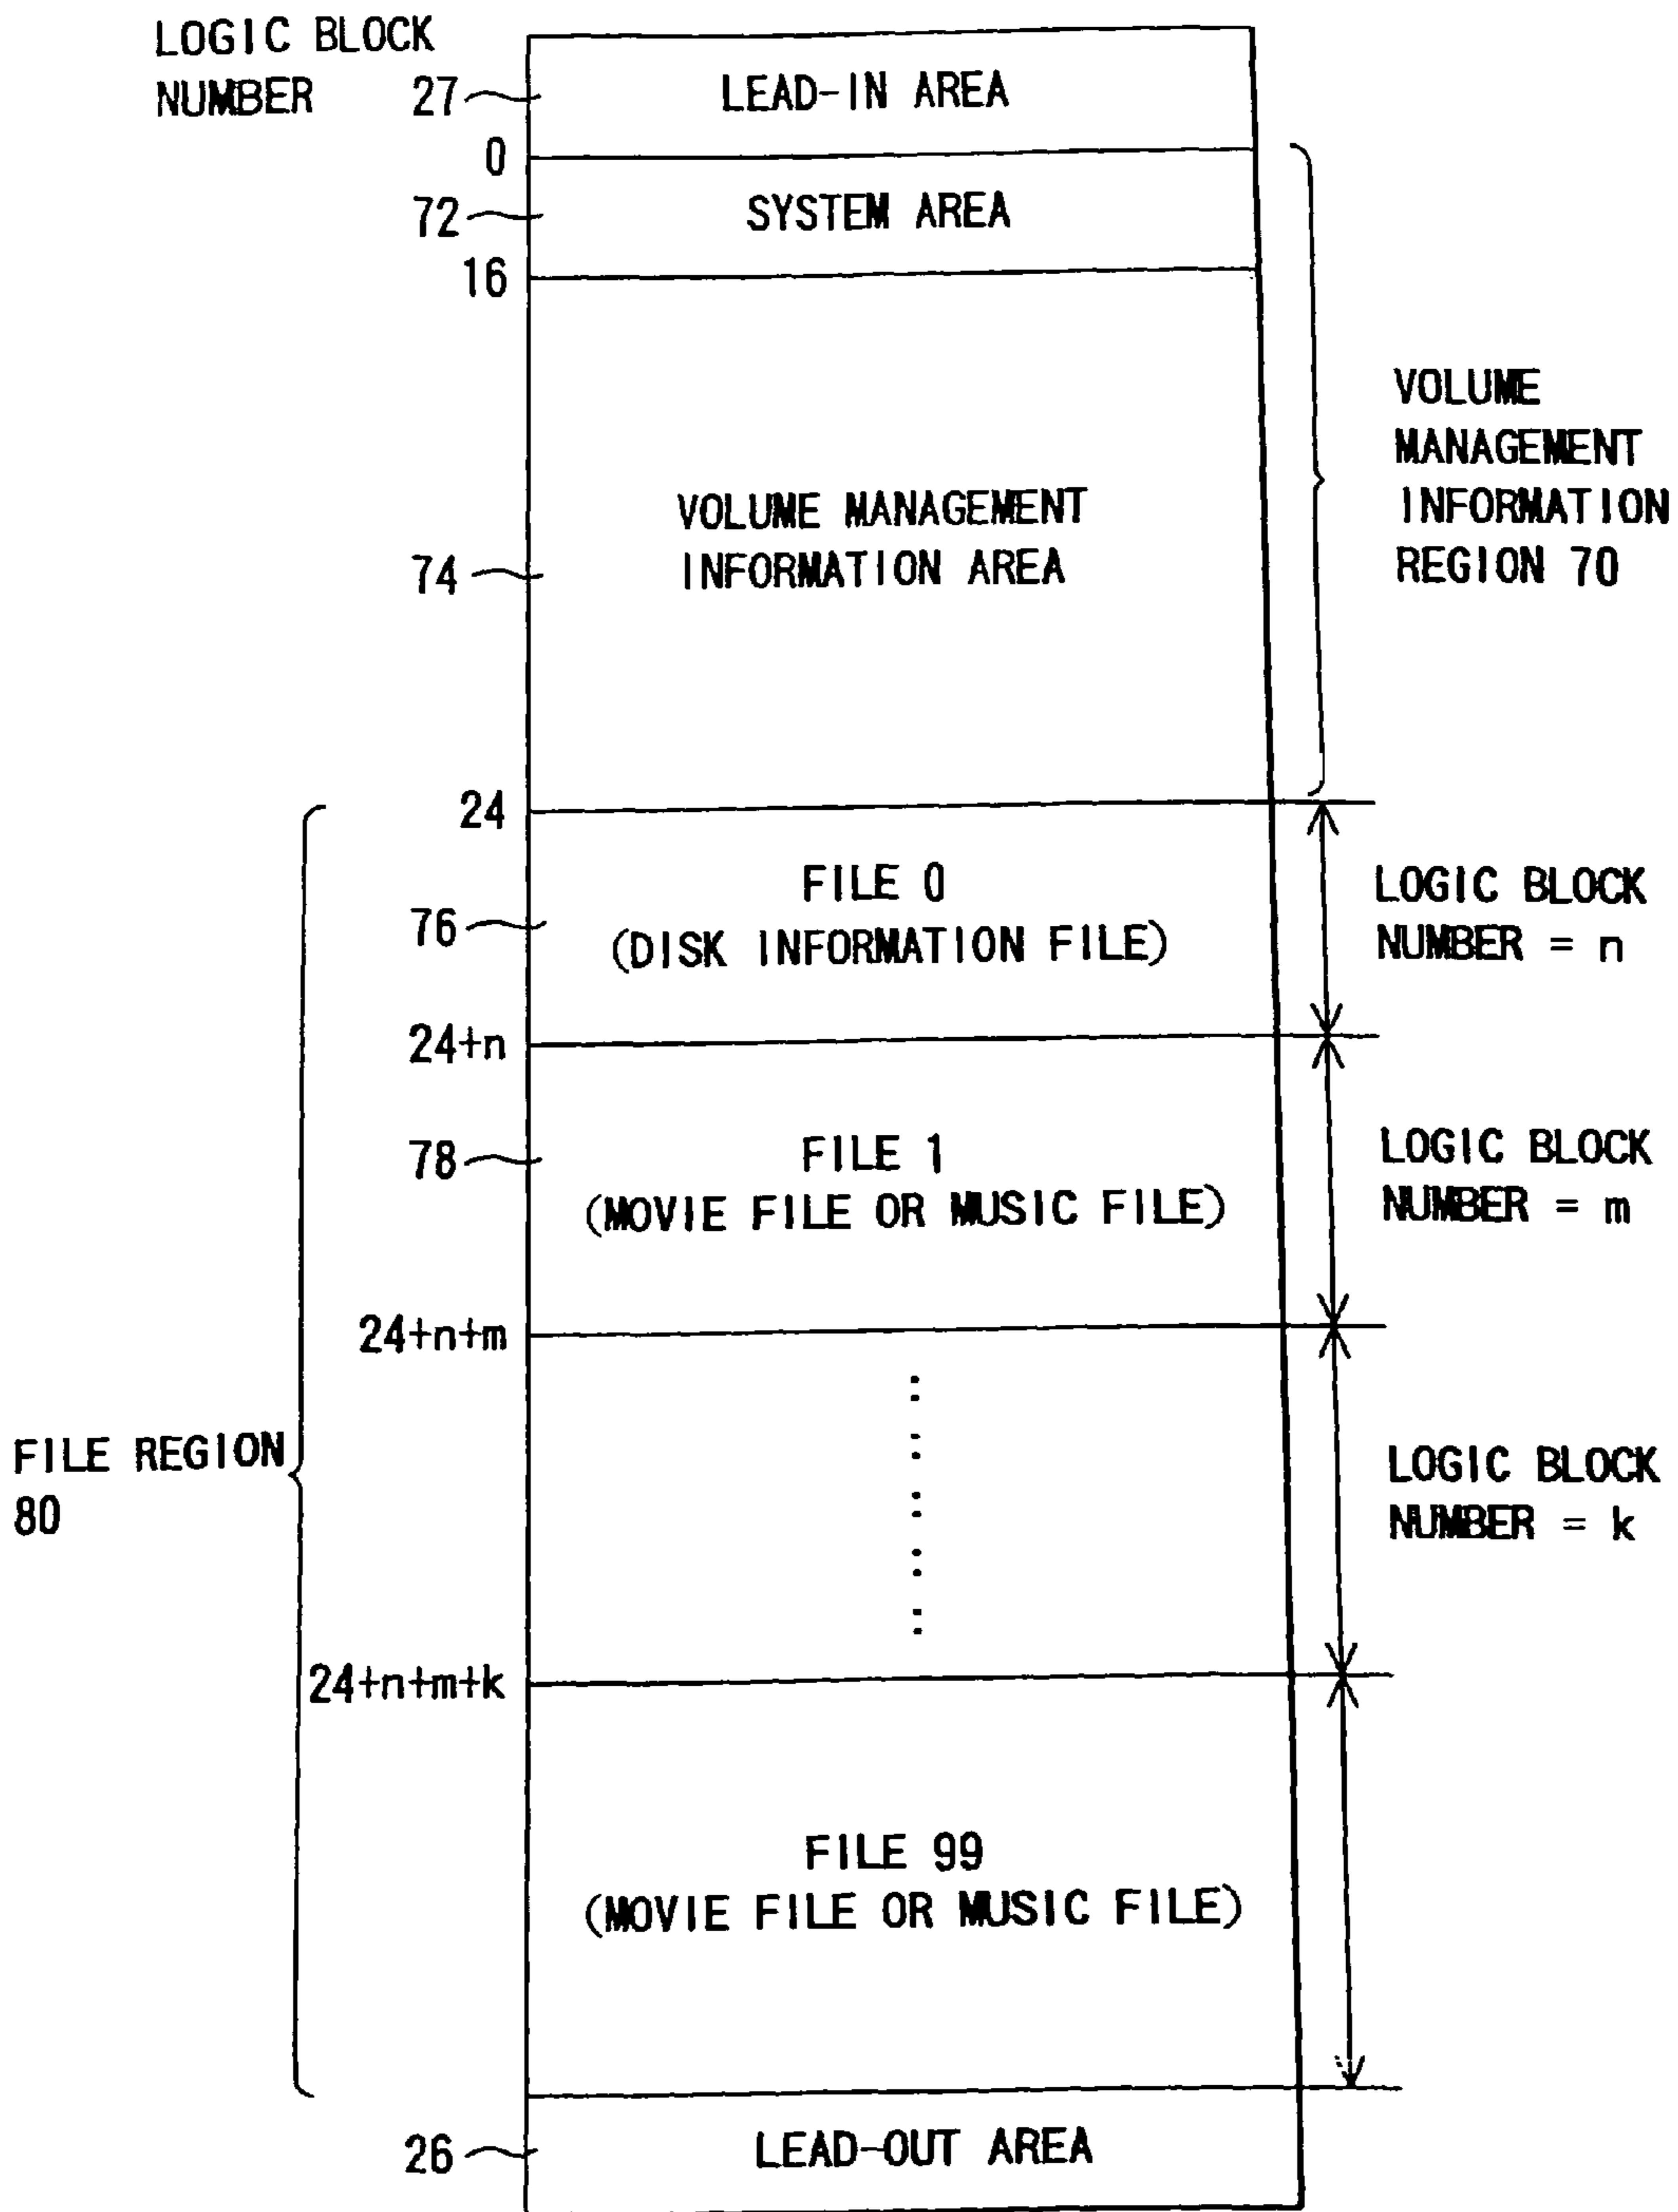 LOGIC BLOCK
NUMBER
27
LEAD-IN AREA
0
72
SYSTEM AREA
16
VOLUME
MANAGEMENT
INFORMATION
REGION 70
VOLUME MANAGEMENT
INFORMATION AREA
74
24
FILE 0
(DISK INFORMATION FILE)
76
LOGIC BLOCK
NUMBER = n
24+n
78
FILE 1
(MOVIE FILE OR MUSIC FILE)
LOGIC BLOCK
NUMBER = m
24+n+m
FILE REGION
80
LOGIC BLOCK
NUMBER = k
24+n+m+k
FILE 99
(MOVIE FILE OR MUSIC FILE)
26
LEAD-OUT AREA